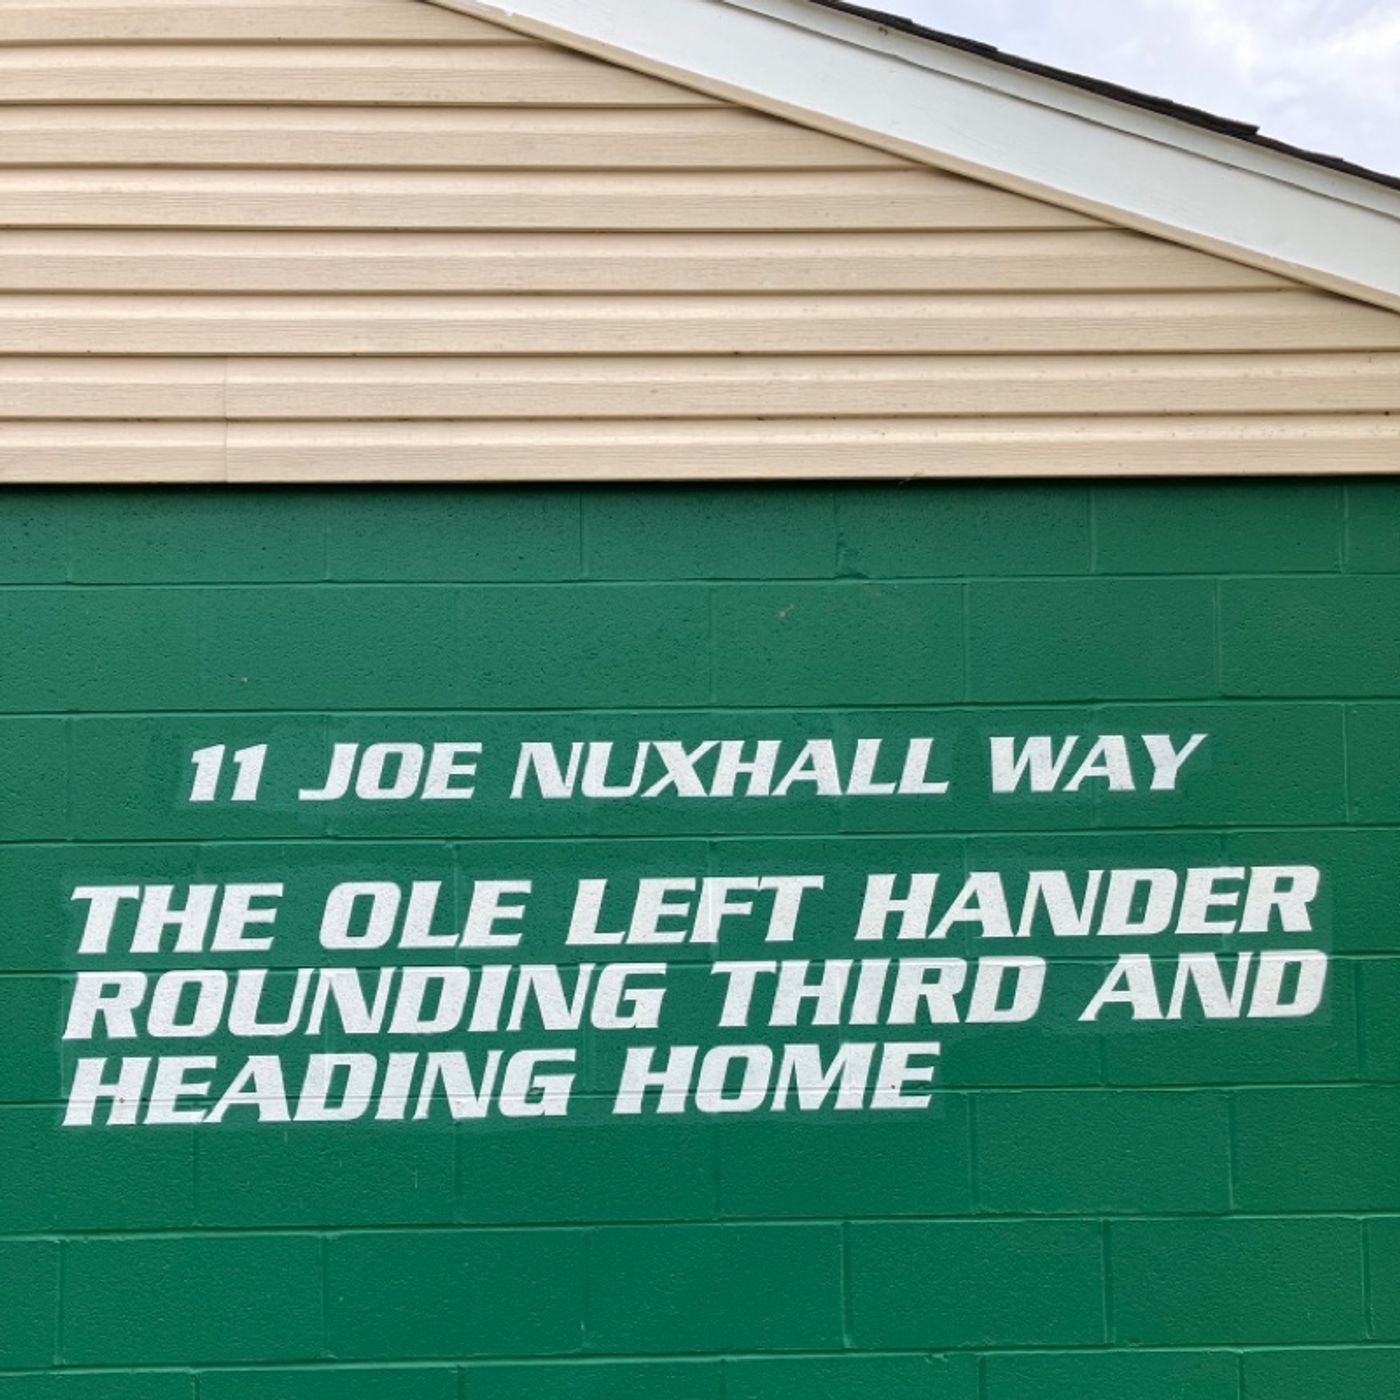 11 JOE NUXHALL WAY
THE OLE LEFT HANDER
ROUNDING THIRD AND
HEADING HOME